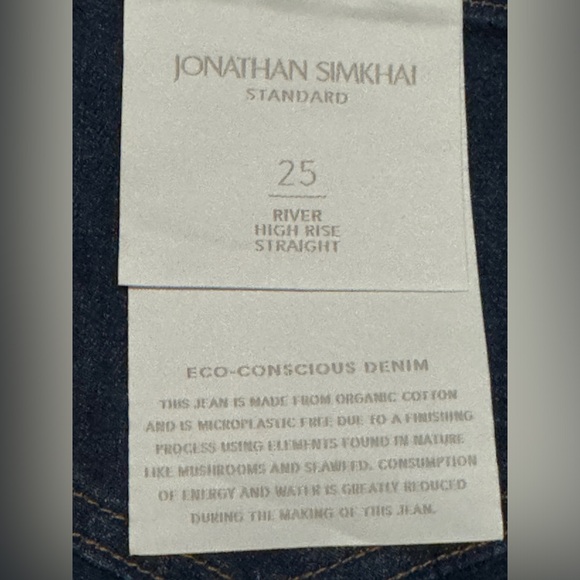 JONATHAN SIMKHAI
STANDARD
25
RIVER
HIGH RISE
STRAIGHT
ECO-CONSCIOUS DENIM
THIS JEAN IS MADE FROM ORGANIC COTTON
AND IS MICROPLASTIC FREE DUE TO A FINISHING
PROCESS USING ELEMENTS FOUND IN NATURE
LIKE MUSHROOMS AND SEAWEED. CONSUMPTION
OF ENERGY AND WATER IS GREATLY REDUCED
DURING THE MAKING OF THIS JEAN.